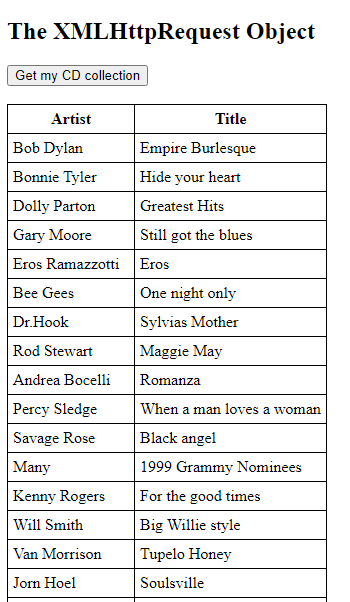 The XMLHttpRequest Object
Get my CD collection
Artist Title
Bob Dylan Empire Burlesque
Bonnie Tyler Hide your heart
Dolly Parton Greatest Hits
Gary Moore Still got the blues
Eros Ramazzotti Eros
Bee Gees One night only
Dr.Hook Sylvias Mother
Rod Stewart Maggie May
Andrea Bocelli Romanza
Percy Sledge When a man loves a woman
Savage Rose Black angel
Many 1999 Grammy Nominees
Kenny Rogers For the good times
Will Smith Big Willie style
Van Morrison Tupelo Honey
Jorn Hoel Soulsville